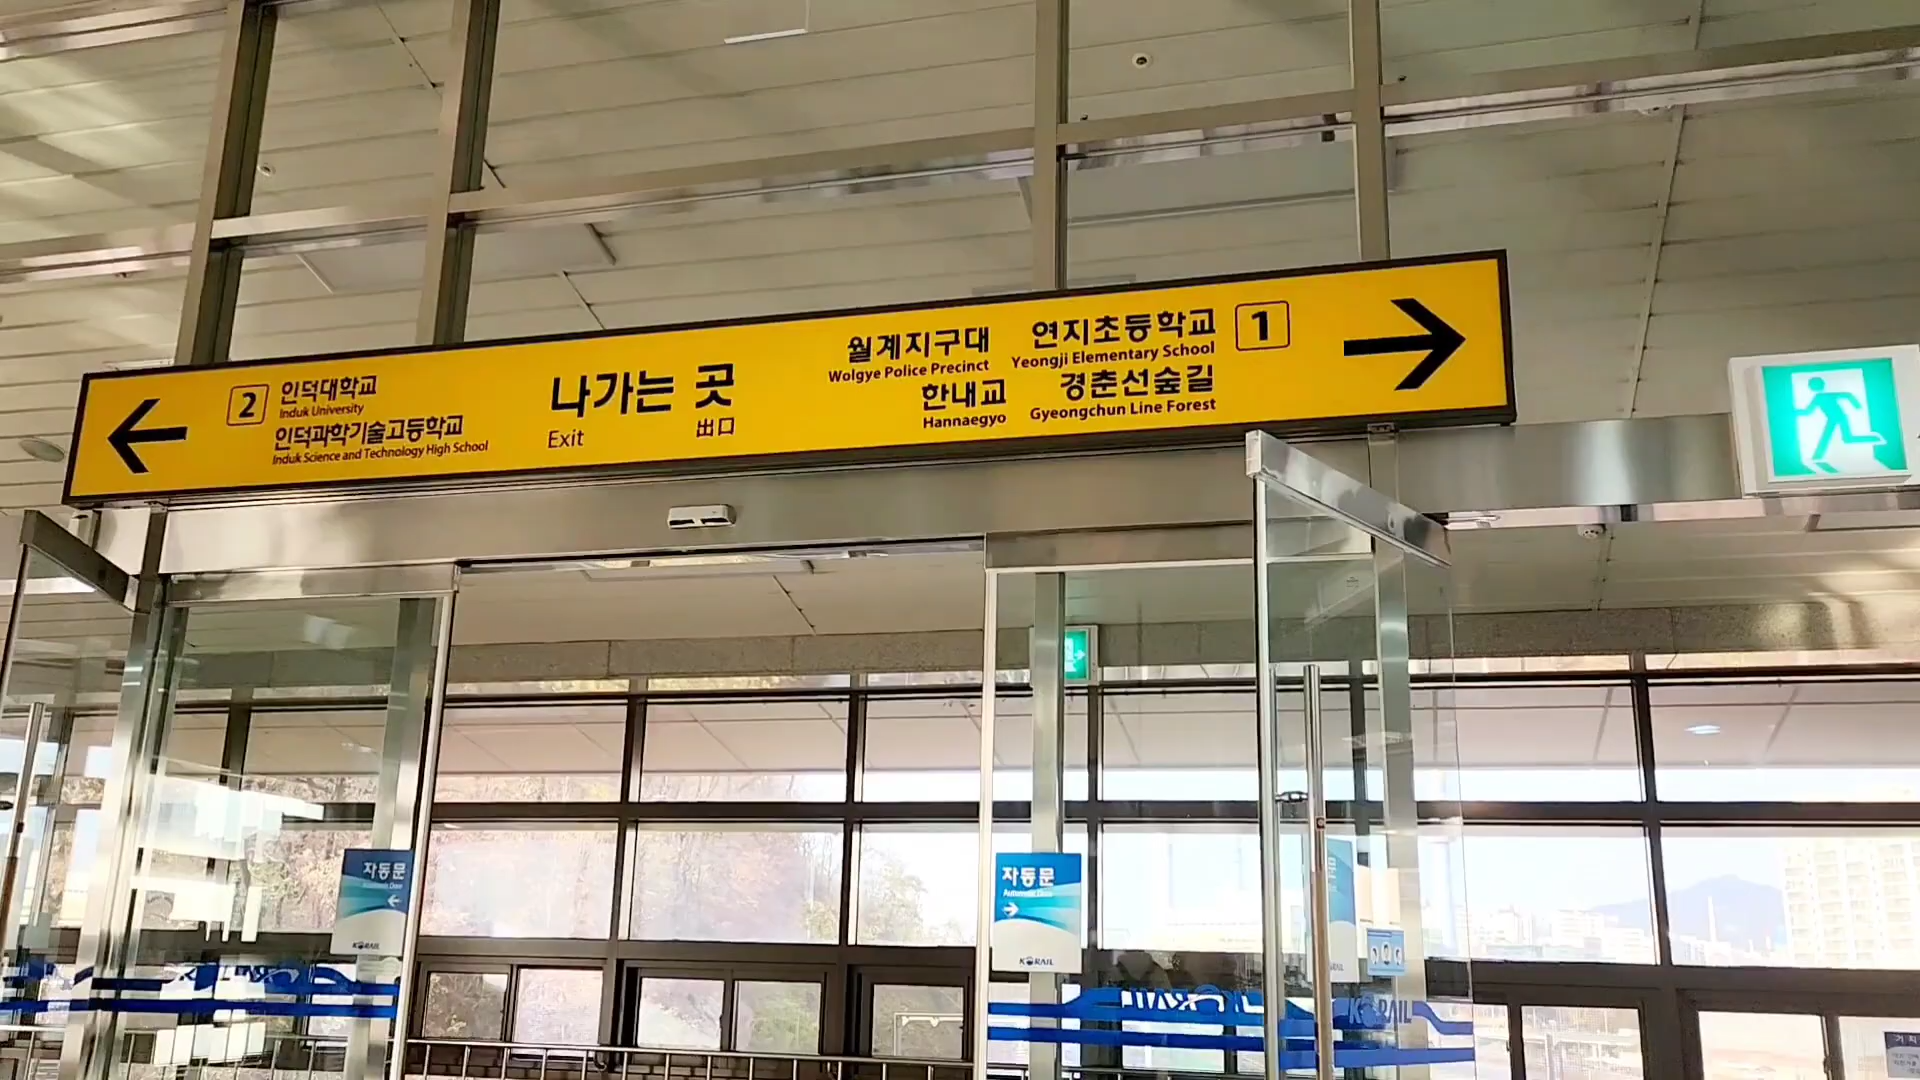 2
인덕대학교
Induk University
인덕과학기술고등학교
Induk Science and Technology High School
나가는 곳
Exit
出口
월계지구대
Wolgye Police Precinct
한내교
Hannaegyo
연지초등학교
Yeongji Elementary School
경춘선숲길
Gyeongchun Line Forest
1
자동문
Automatic Door
KORAIL
자동문
Automatic Door
KORAIL
KORAIL